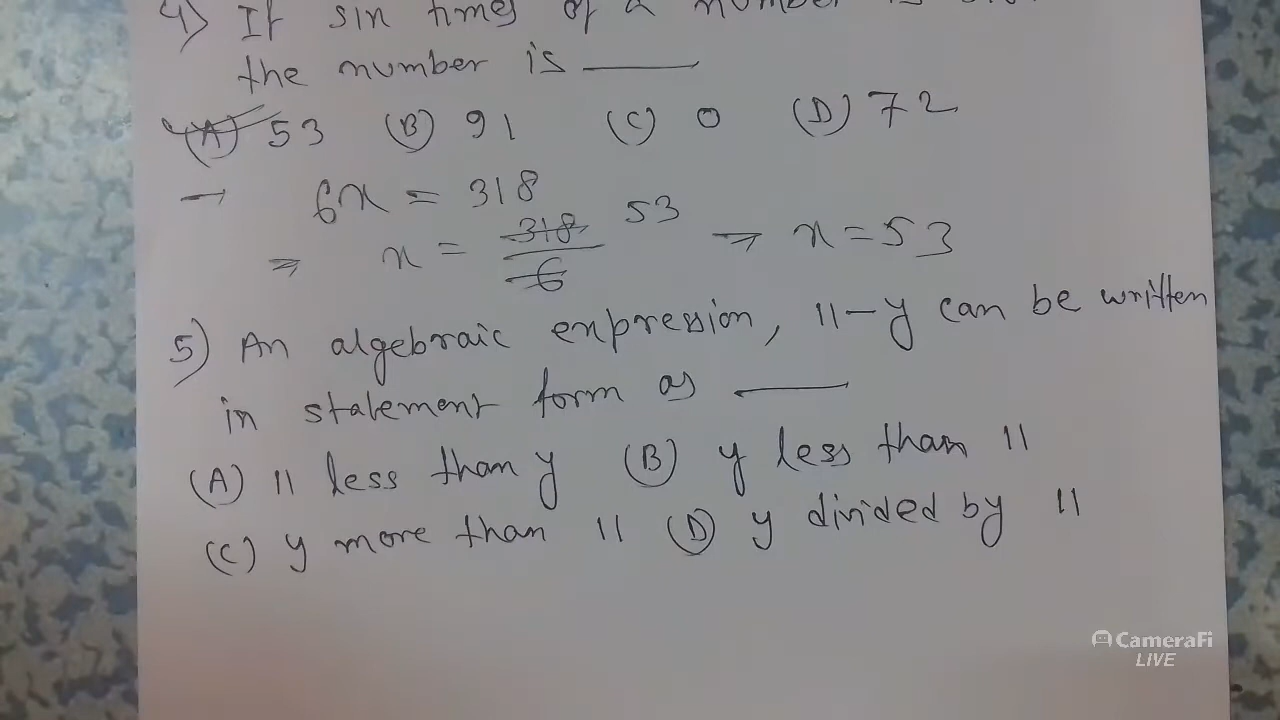 4) If six times of a number is
the number is ____
(A) 53 (B) 91 (C) 0 (D) 72
→ 6x = 318
⇒ x = 318/6 53 → x = 53
5) An algebraic expression, 11-y can be written
in statement form as ____
(A) 11 less than y (B) y less than 11
(C) y more than 11 (D) y divided by 11
CameraFi
LIVE